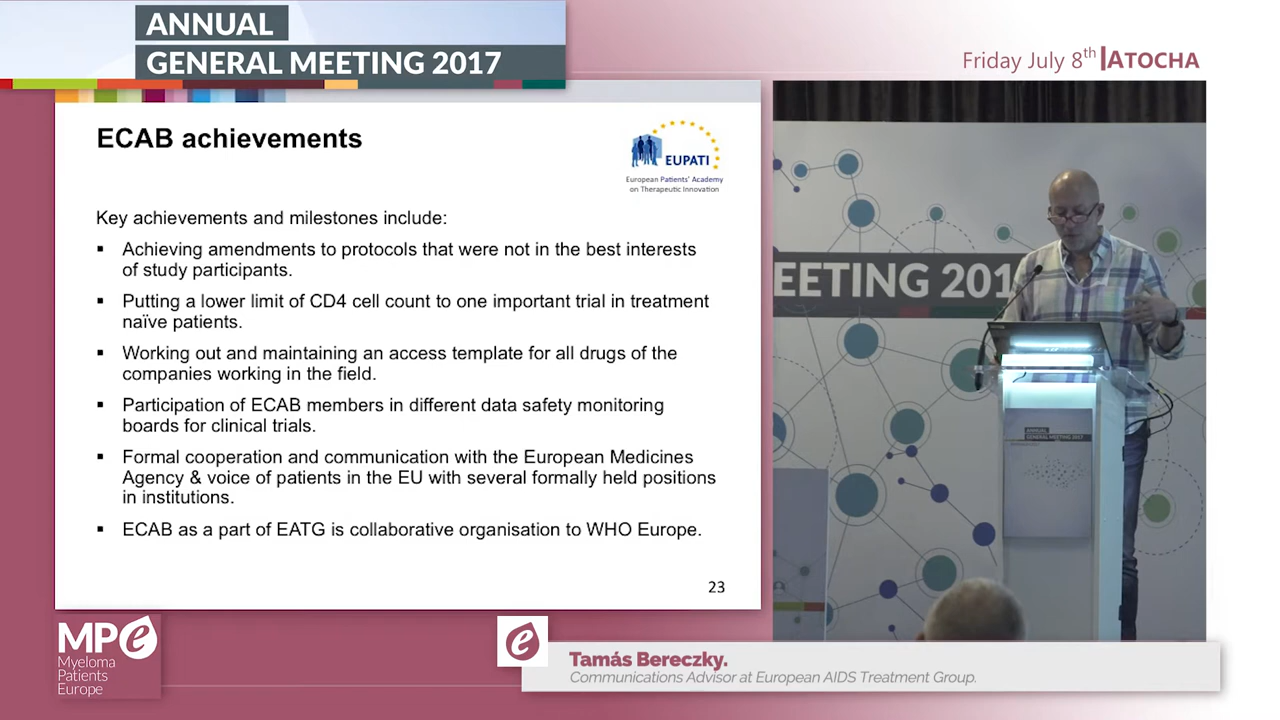 ANNUAL
GENERAL MEETING 2017
Friday July 8th | ATOCHA
ECAB achievements
EUPATI
European Patients' Academy
on Therapeutic Innovation
Key achievements and milestones include:
▪ Achieving amendments to protocols that were not in the best interests
of study participants.
▪ Putting a lower limit of CD4 cell count to one important trial in treatment
naïve patients.
▪ Working out and maintaining an access template for all drugs of the
companies working in the field.
▪ Participation of ECAB members in different data safety monitoring
boards for clinical trials.
▪ Formal cooperation and communication with the European Medicines
Agency & voice of patients in the EU with several formally held positions
in institutions.
▪ ECAB as a part of EATG is collaborative organisation to WHO Europe.
23
EETING 201
ANNUAL
GENERAL MEETING 2017
MPe
Myeloma
Patients
Europe
e
Tamás Bereczky.
Communications Advisor at European AIDS Treatment Group.